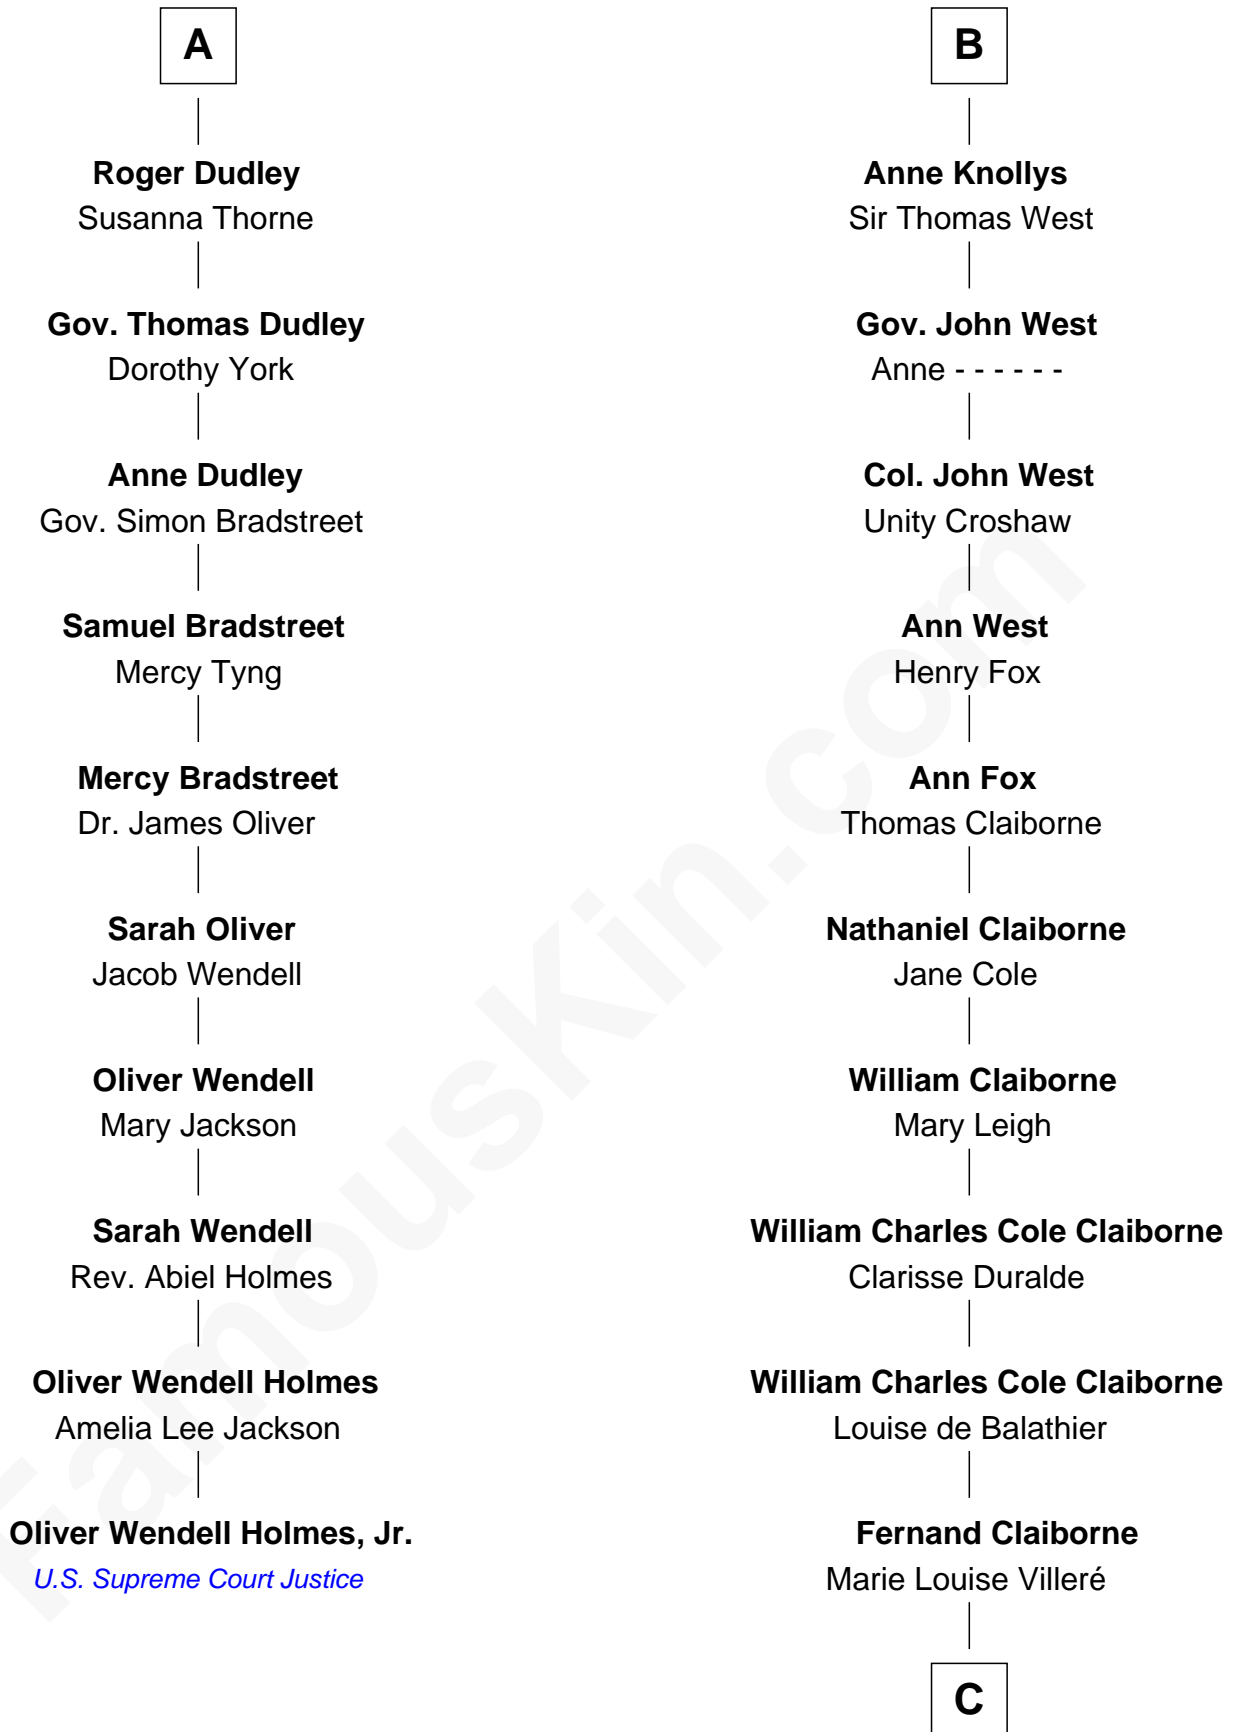 A
Roger Dudley
Susanna Thorne
Gov. Thomas Dudley
Dorothy York
Anne Dudley
Gov. Simon Bradstreet
Samuel Bradstreet
Mercy Tyng
Mercy Bradstreet
Dr. James Oliver
Sarah Oliver
Jacob Wendell
Oliver Wendell
Mary Jackson
Sarah Wendell
Rev. Abiel Holmes
Oliver Wendell Holmes
Amelia Lee Jackson
Oliver Wendell Holmes, Jr.
U.S. Supreme Court Justice
B
Anne Knollys
Sir Thomas West
Gov. John West
Anne - - - - - -
Col. John West
Unity Croshaw
Ann West
Henry Fox
Ann Fox
Thomas Claiborne
Nathaniel Claiborne
Jane Cole
William Claiborne
Mary Leigh
William Charles Cole Claiborne
Clarisse Duralde
William Charles Cole Claiborne
Louise de Balathier
Fernand Claiborne
Marie Louise Villeré
C
FamousKin.com